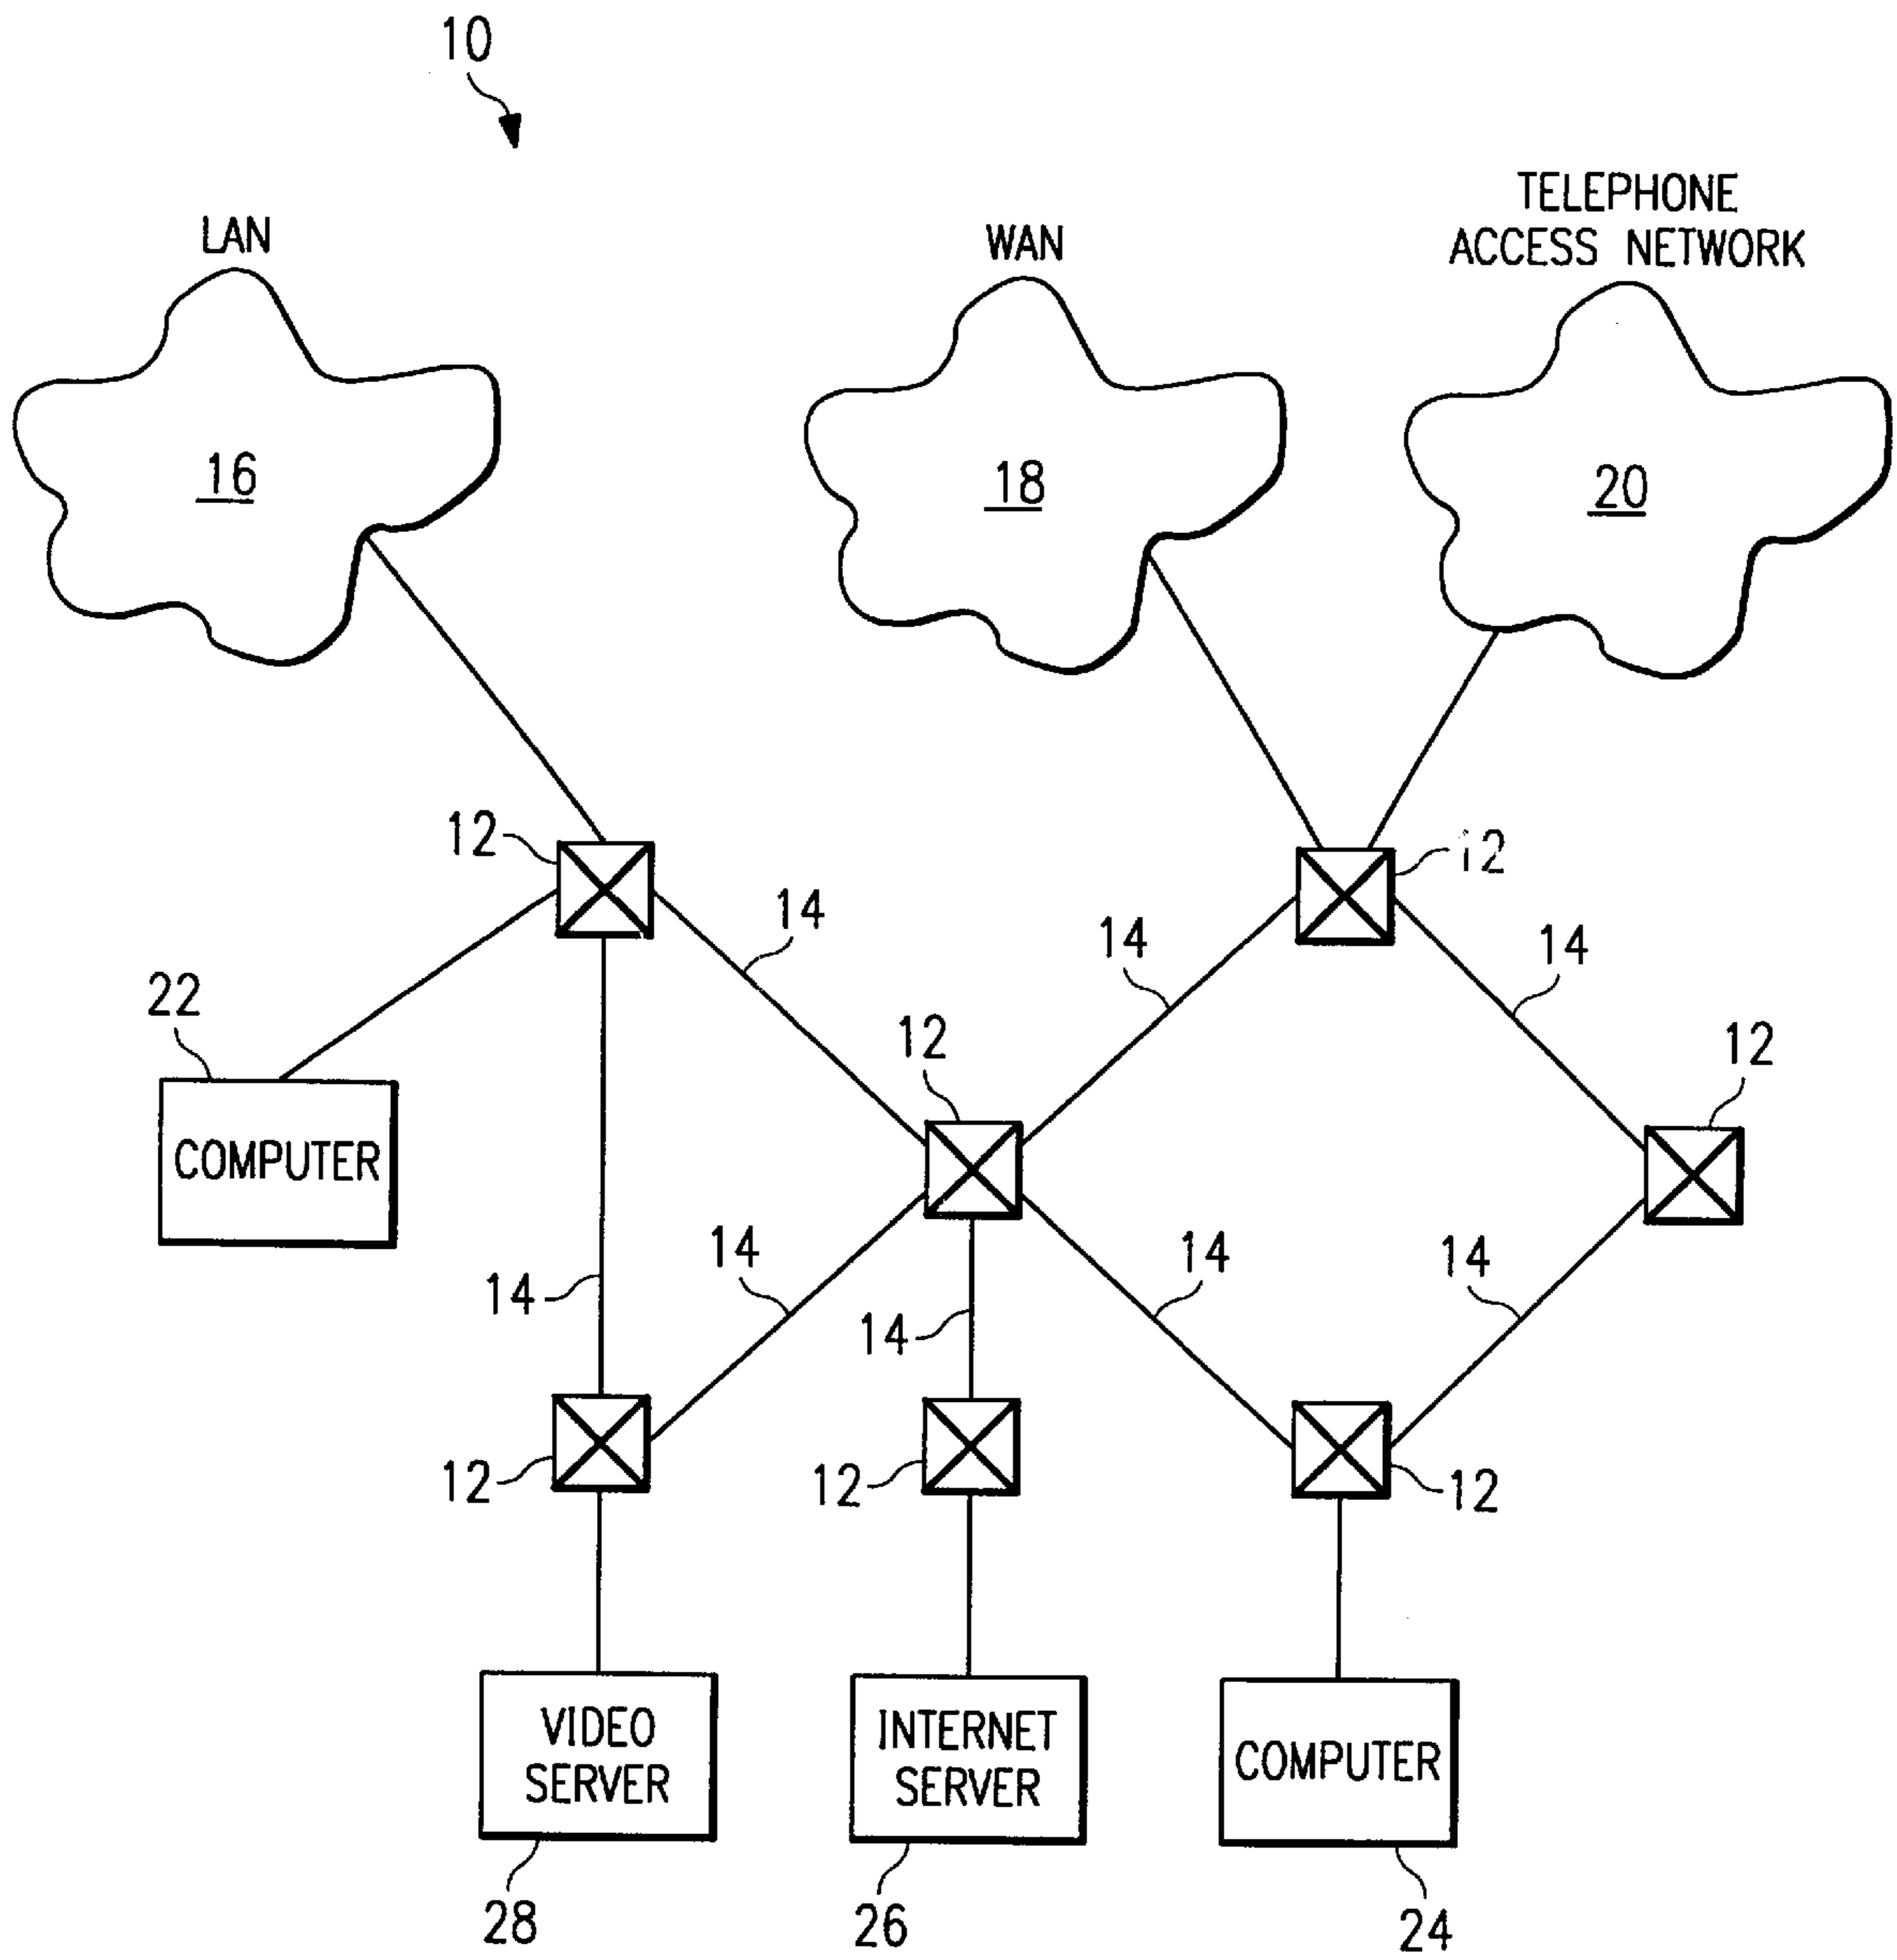 10
TELEPHONE
ACCESS NETWORK
LAN
WAN
16
18
20
12
12
14
14
14
22
12
12
COMPUTER
14
14
14
14
14
12
12
12
VIDEO
SERVER
INTERNET
SERVER
COMPUTER
28
26
24